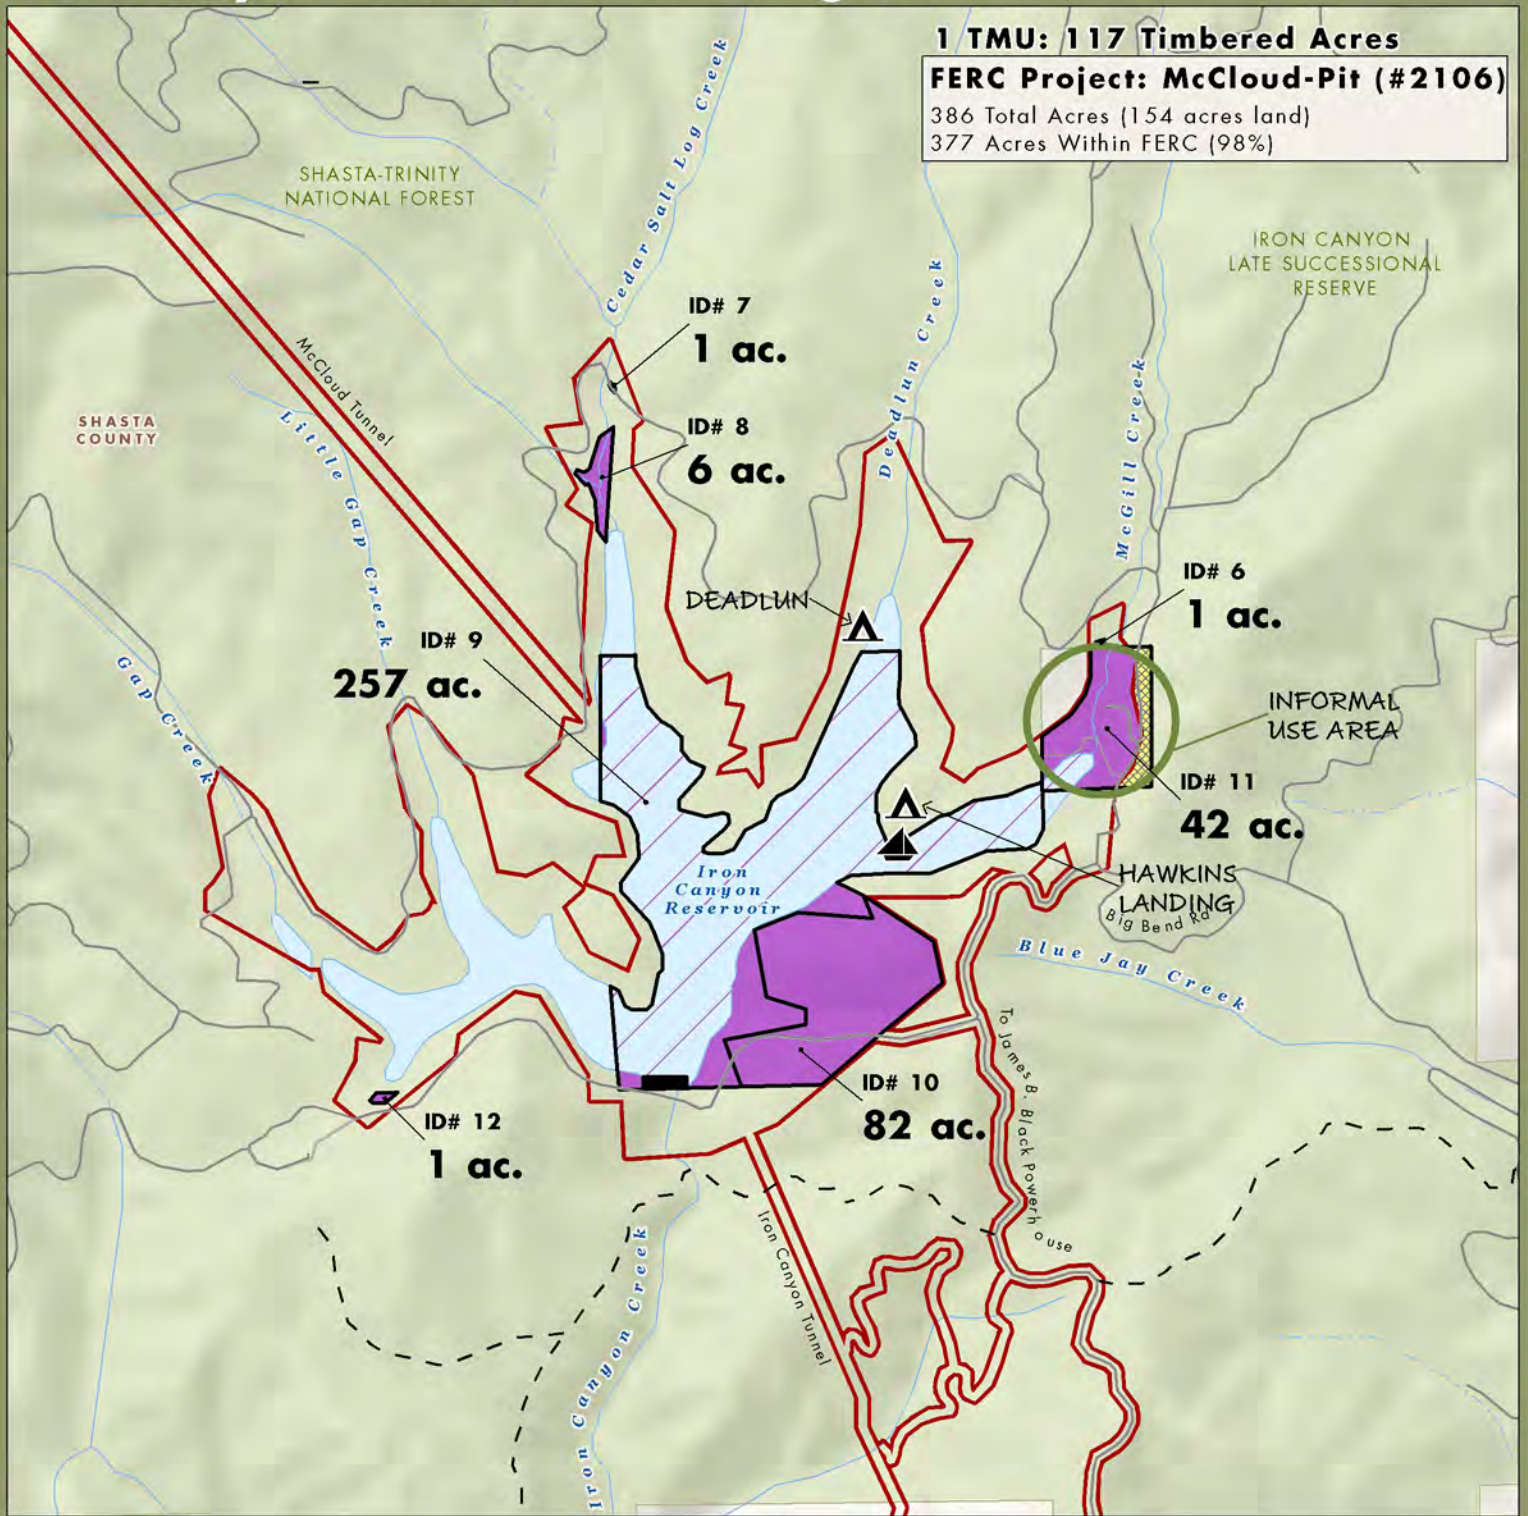 1 TMU: 117 Timbered Acres
FERC Project: McCloud-Pit (#2106)
386 Total Acres (154 acres land)
377 Acres Within FERC (98%)
SHASTA-TRINITY
NATIONAL FOREST
Cedar Salt Log Creek
IRON CANYON
LATE SUCCESSIONAL
RESERVE
Deadlun Creek
ID# 7
1 ac.
McCloud Tunnel
McGill Creek
SHASTA
COUNTY
Little Gap Creek
ID# 8
6 ac.
ID# 6
1 ac.
DEADLUN
ID# 9
257 ac.
Gap Creek
INFORMAL
USE AREA
ID# 11
42 ac.
Iron
Canyon
Reservoir
HAWKINS
LANDING
Big Bend Rd
Blue Jay Creek
To James B. Black Powerhouse
ID# 10
82 ac.
ID# 12
1 ac.
Iron Canyon Tunnel
Iron Canyon Creek